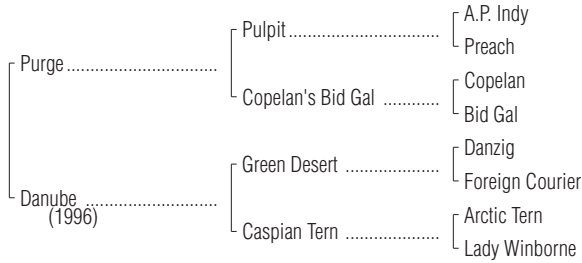 A.P. Indy
Pulpit
Preach
Purge
Copelan
Copelan's Bid Gal
Bid Gal
Danzig
Green Desert
Foreign Courier
Danube
(1996)
Arctic Tern
Caspian Tern
Lady Winborne